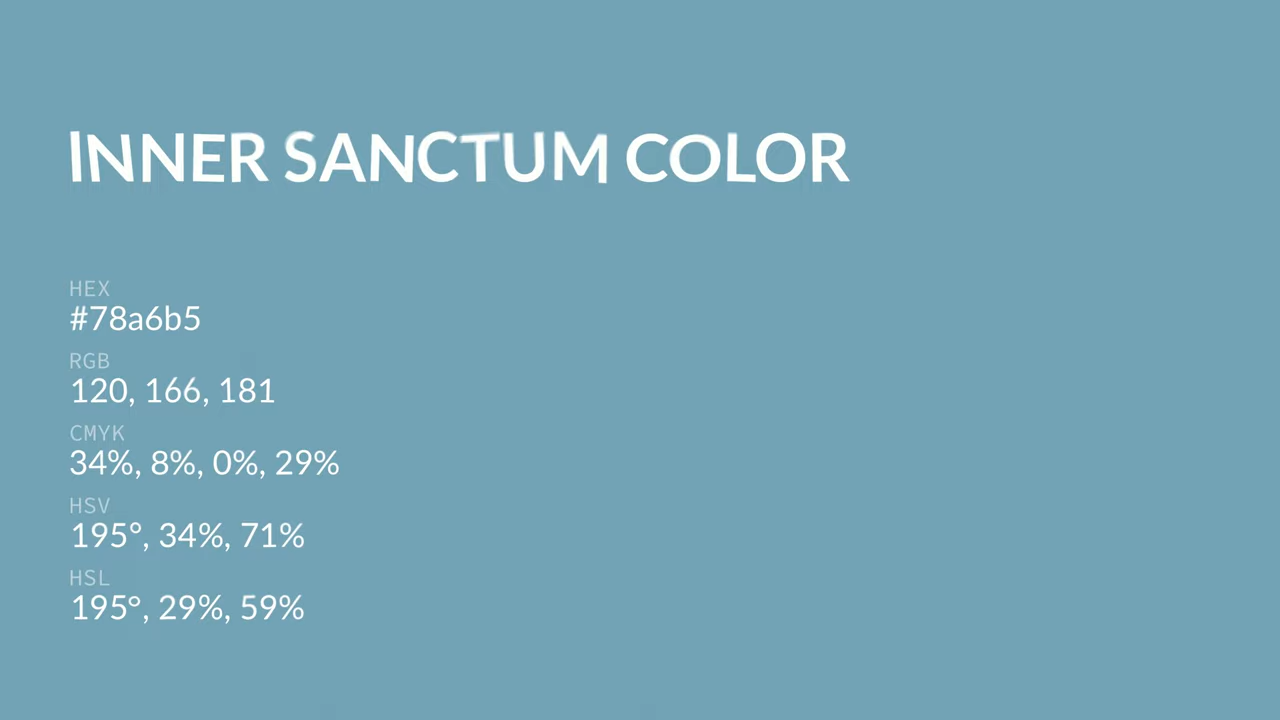 INNER SANCTUM COLOR
HEX
#78a6b5
RGB
120, 166, 181
CMYK
34%, 8%, 0%, 29%
HSV
195°, 34%, 71%
HSL
195°, 29%, 59%